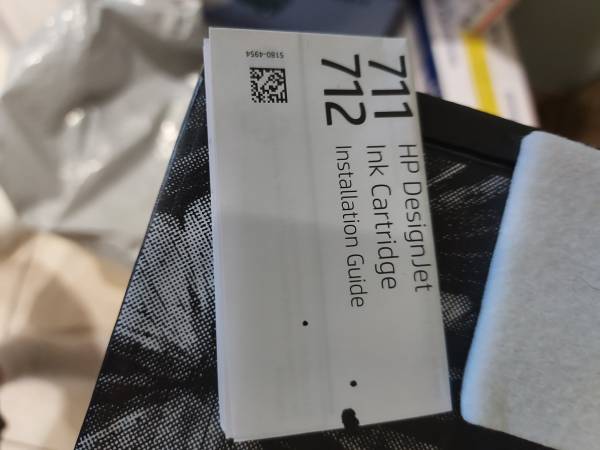 711
712
HP DesignJet
Ink Cartridge
Installation Guide
5180-4954